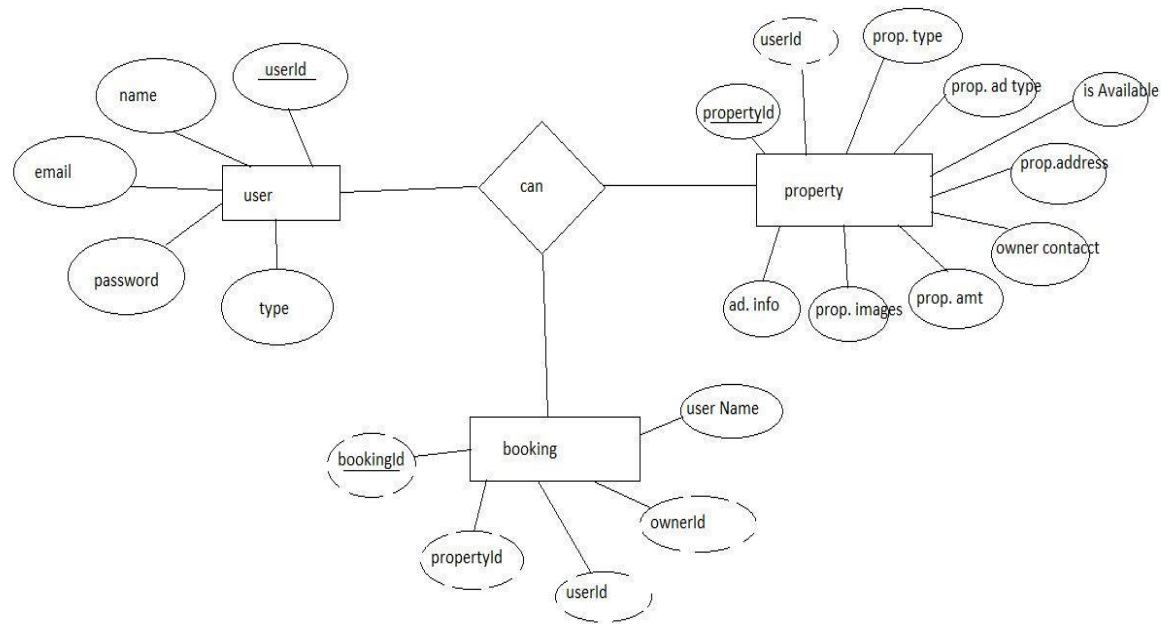 userId
name
email
password
type
user
can
userId
prop. type
prop. ad type
is Available
propertyId
prop.address
property
owner contacct
ad. info
prop. images
prop. amt
user Name
booking
bookingId
ownerId
propertyId
userId